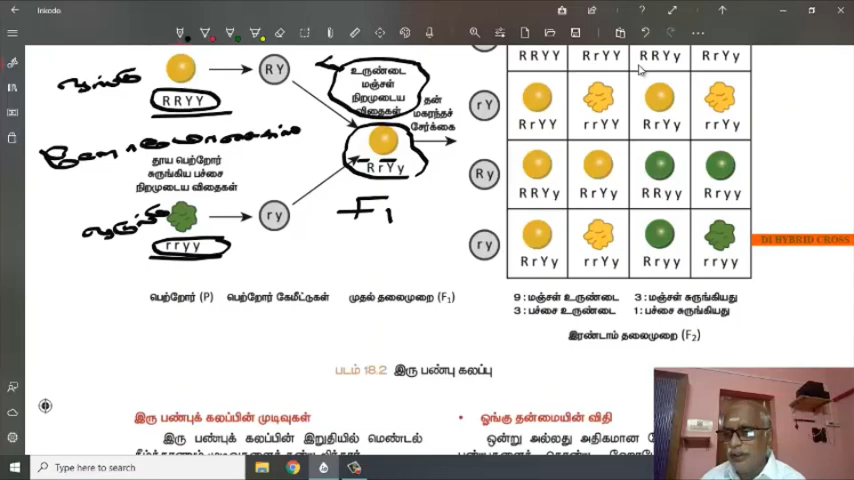 Inkodo
RRYY
RrYY
RRYy
RrYy
RRYY
RY
உருண்டை
மஞ்சள்
நிறமுடைய
விதைகள்
தன்
மகரந்தச்
சேர்க்கை
RrYy
rY
RrYY
rrYY
RrYy
rrYy
தூய பெற்றோர்
சுருங்கிய பச்சை
நிறமுடைய விதைகள்
Ry
RRYy
RrYy
RRyy
Rryy
F1
rryy
ry
ry
RrYy
rrYy
Rryy
rryy
DI HYBRID CROSS
பெற்றோர் (P) பெற்றோர் கேமீட்டுகள் முதல் தலைமுறை (F₁)
9 : மஞ்சள் உருண்டை 3 : மஞ்சள் சுருங்கியது
3 : பச்சை உருண்டை 1 : பச்சை சுருங்கியது
இரண்டாம் தலைமுறை (F₂)
படம் 18.2 இரு பண்பு கலப்பு
இரு பண்புக் கலப்பின் முடிவுகள்
இரு பண்புக் கலப்பின் இறுதியில் மெண்டல்
• ஓங்கு தன்மையின் விதி
ஒன்று அல்லது அதிகமான
Type here to search